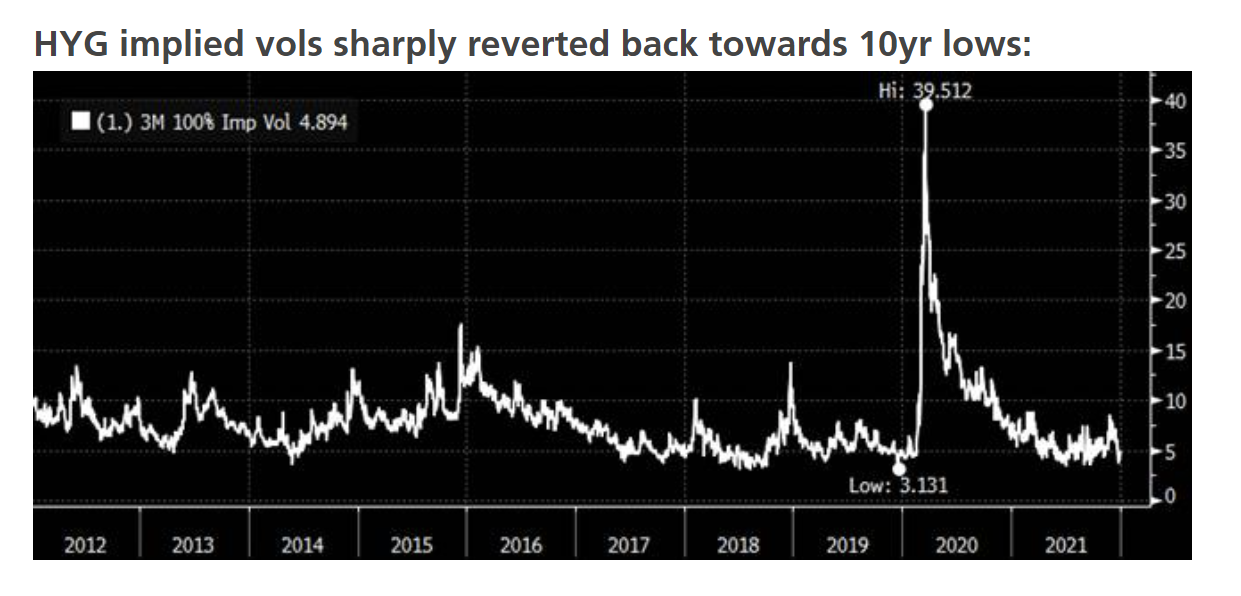 HYG implied vols sharply reverted back towards 10yr lows:
Hi: 39.512
(1.) 3M 100% Imp Vol 4.894
40
35
30
25
20
15
10
5
Low: 3.131
0
2012 2013 2014 2015 2016 2017 2018 2019 2020 2021